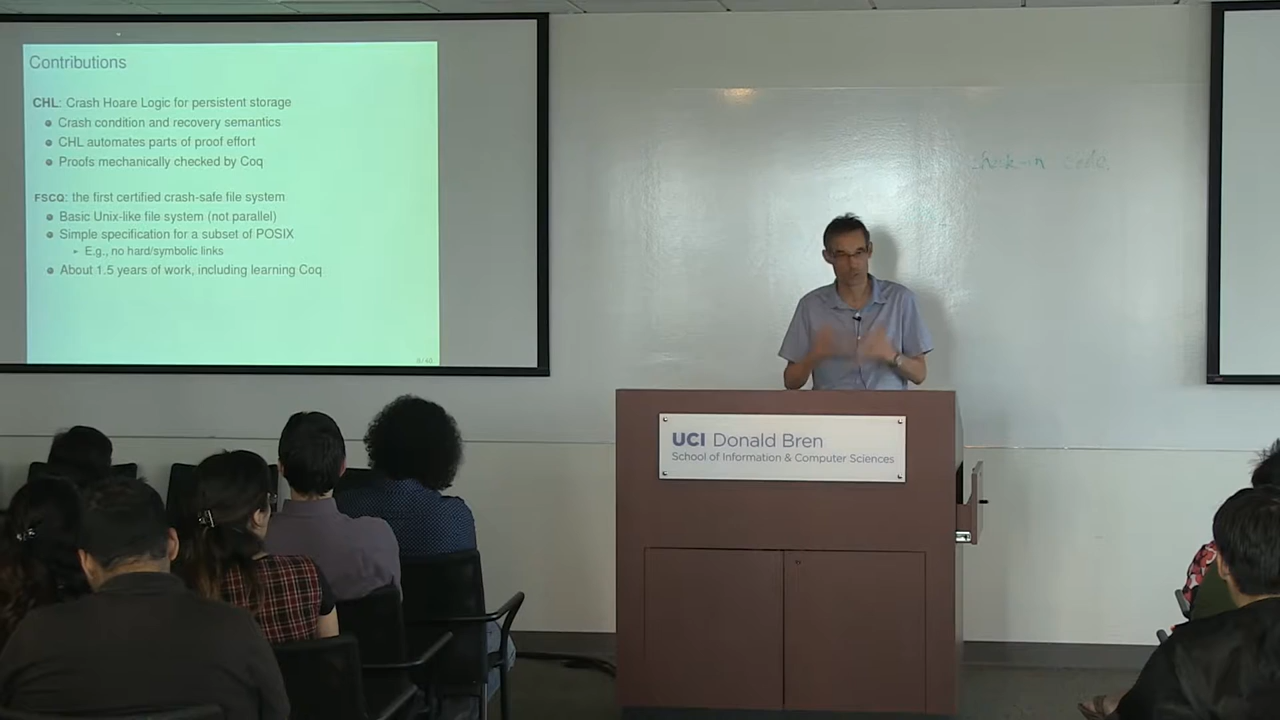 Contributions
CHL: Crash Hoare Logic for persistent storage
Crash condition and recovery semantics
CHL automates parts of proof effort
Proofs mechanically checked by Coq
FSCQ: the first certified crash-safe file system
Basic Unix-like file system (not parallel)
Simple specification for a subset of POSIX
E.g., no hard/symbolic links
About 1.5 years of work, including learning Coq
check-in code
UCI Donald Bren
School of Information & Computer Sciences